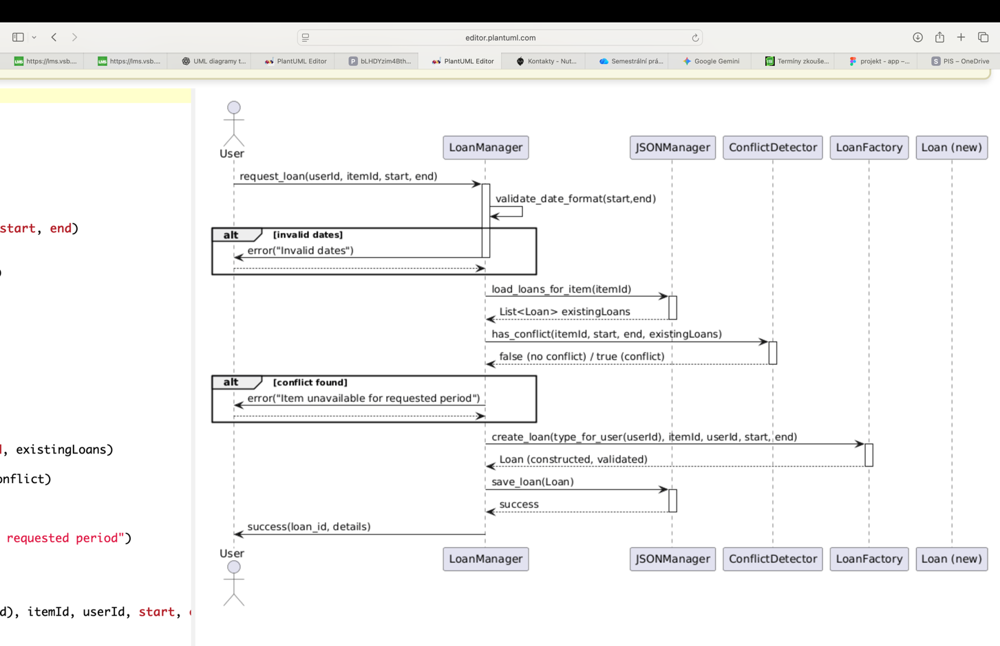 editor.plantuml.com
LMS https://lms.vsb....
LMS https://lms.vsb....
UML diagramy t...
PlantUML Editor
P bLHDYzim4Bth...
PlantUML Editor
Kontakty - Nut...
Semestrální prá...
Google Gemini
Termíny zkouše...
projekt - app –...
S PIS – OneDrive
User
LoanManager
JSONManager
ConflictDetector
LoanFactory
Loan (new)
request_loan(userId, itemId, start, end)
validate_date_format(start,end)
start, end)
alt [invalid dates]
error("Invalid dates")
)
load_loans_for_item(itemId)
List<Loan> existingLoans
has_conflict(itemId, start, end, existingLoans)
false (no conflict) / true (conflict)
alt [conflict found]
error("Item unavailable for requested period")
create_loan(type_for_user(userId), itemId, userId, start, end)
, existingLoans)
Loan (constructed, validated)
onflict)
save_loan(Loan)
success
success(loan_id, details)
requested period")
User
LoanManager
JSONManager
ConflictDetector
LoanFactory
Loan (new)
d), itemId, userId, start,